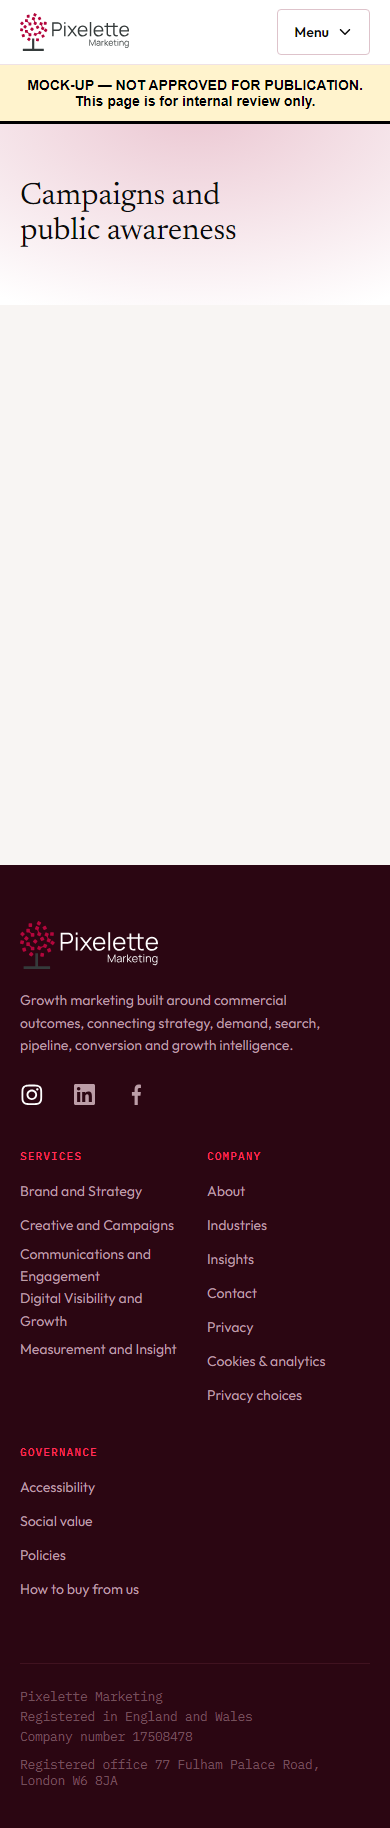 Pixelette
Marketing
Menu
MOCK-UP — NOT APPROVED FOR PUBLICATION.
This page is for internal review only.
Campaigns and
public awareness
Pixelette
Marketing
Growth marketing built around commercial
outcomes, connecting strategy, demand, search,
pipeline, conversion and growth intelligence.
SERVICES
Brand and Strategy
Creative and Campaigns
Communications and
Engagement
Digital Visibility and
Growth
Measurement and Insight
COMPANY
About
Industries
Insights
Contact
Privacy
Cookies & analytics
Privacy choices
GOVERNANCE
Accessibility
Social value
Policies
How to buy from us
Pixelette Marketing
Registered in England and Wales
Company number 17508478
Registered office 77 Fulham Palace Road,
London W6 8JA